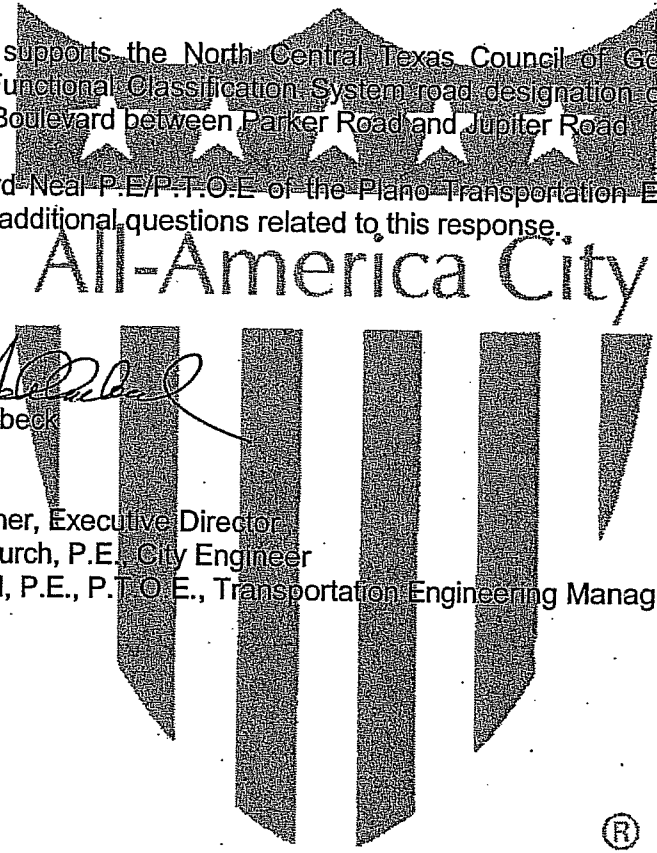 supports the North Central Texas Council of Go
Functional Classification System road designation o
Boulevard between Parker Road and Jupiter Road
rd Neal P.E/P.T.O.E of the Plano Transportation E
additional questions related to this response.
All-America City
beck
ner, Executive Director
urch, P.E. City Engineer
l, P.E., P.T.O.E., Transportation Engineering Manag
®